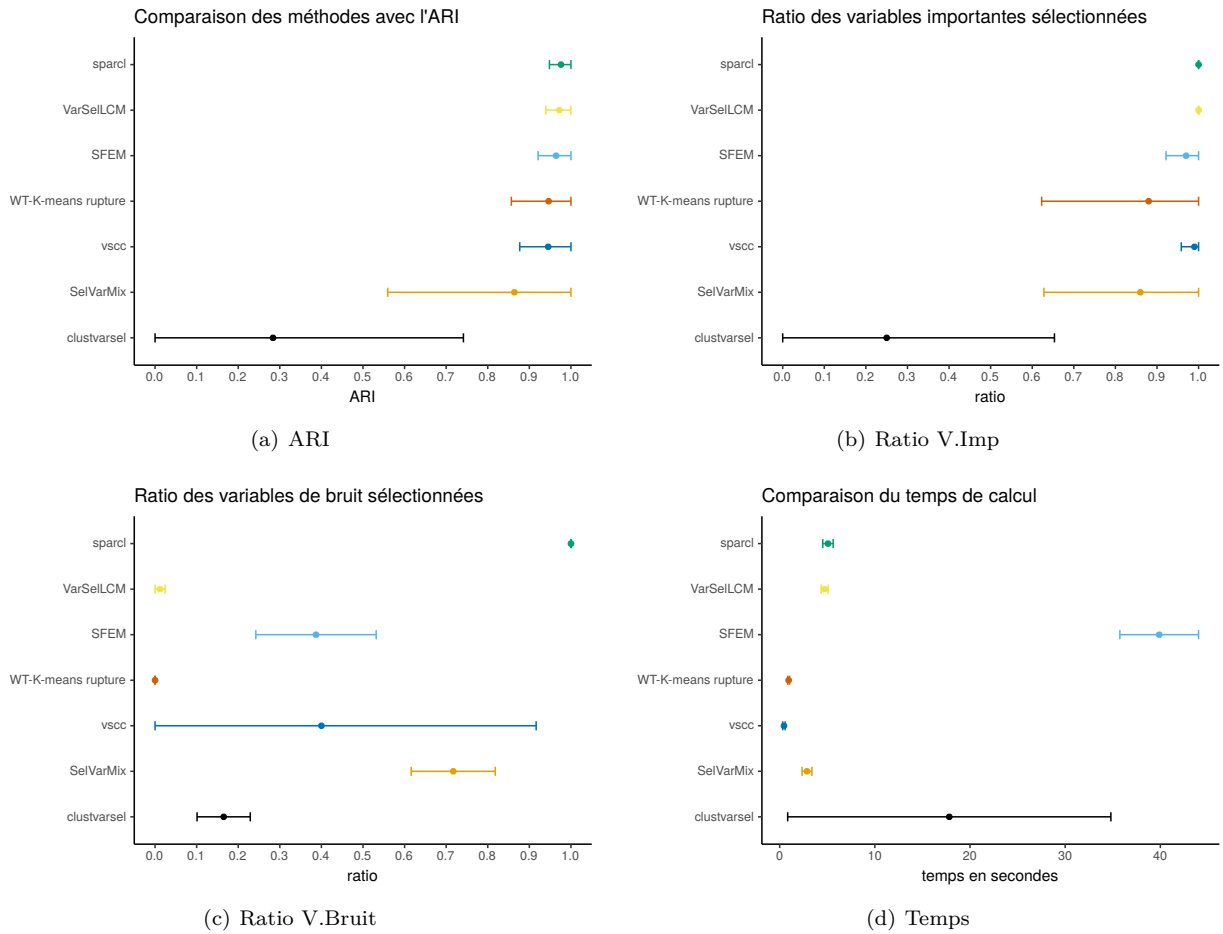 Comparaison des méthodes avec l'ARI
sparcl
VarSelLCM
SFEM
WT-K-means rupture
vscc
SelVarMix
clustvarsel
0.0 0.1 0.2 0.3 0.4 0.5 0.6 0.7 0.8 0.9 1.0
ARI
(a) ARI
Ratio des variables importantes sélectionnées
sparcl
VarSelLCM
SFEM
WT-K-means rupture
vscc
SelVarMix
clustvarsel
0.0 0.1 0.2 0.3 0.4 0.5 0.6 0.7 0.8 0.9 1.0
ratio
(b) Ratio V.Imp
Ratio des variables de bruit sélectionnées
sparcl
VarSelLCM
SFEM
WT-K-means rupture
vscc
SelVarMix
clustvarsel
0.0 0.1 0.2 0.3 0.4 0.5 0.6 0.7 0.8 0.9 1.0
ratio
(c) Ratio V.Bruit
Comparaison du temps de calcul
sparcl
VarSelLCM
SFEM
WT-K-means rupture
vscc
SelVarMix
clustvarsel
0 10 20 30 40
temps en secondes
(d) Temps